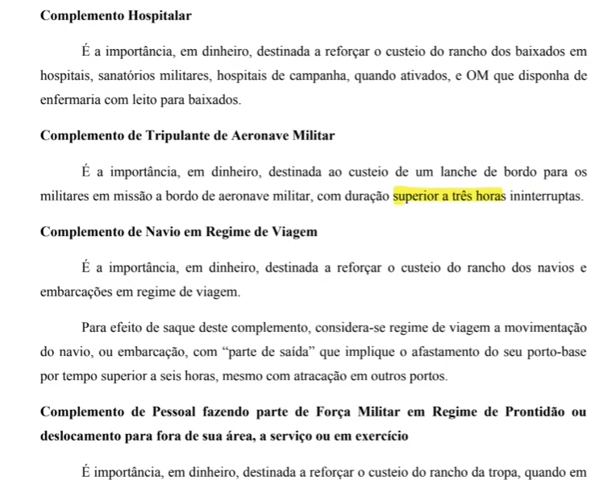 Complemento Hospitalar
É a importância, em dinheiro, destinada a reforçar o custeio do rancho dos baixados em
hospitais, sanatórios militares, hospitais de campanha, quando ativados, e OM que disponha de
enfermaria com leito para baixados.
Complemento de Tripulante de Aeronave Militar
É a importância, em dinheiro, destinada ao custeio de um lanche de bordo para os
militares em missão a bordo de aeronave militar, com duração superior a três horas ininterruptas.
Complemento de Navio em Regime de Viagem
É a importância, em dinheiro, destinada a reforçar o custeio do rancho dos navios e
embarcações em regime de viagem.
Para efeito de saque deste complemento, considera-se regime de viagem a movimentação
do navio, ou embarcação, com “parte de saída” que implique o afastamento do seu porto-base
por tempo superior a seis horas, mesmo com atracação em outros portos.
Complemento de Pessoal fazendo parte de Força Militar em Regime de Prontidão ou
deslocamento para fora de sua área, a serviço ou em exercício
É importância, em dinheiro, destinada a reforçar o custeio do rancho da tropa, quando em